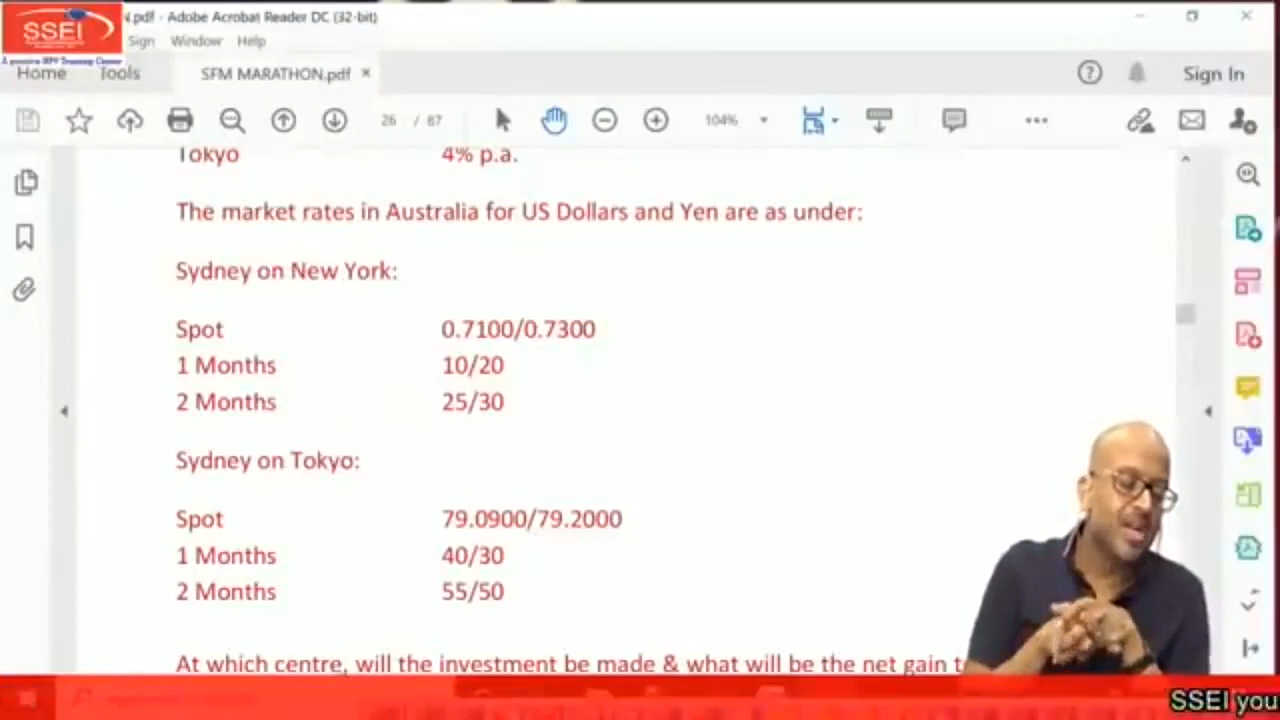 SSEI
.pdf - Adobe Acrobat Reader DC (32-bit)
Sign Window Help
Home Tools SFM MARATHON.pdf × Sign In
26 / 87 104%
Tokyo 4% p.a.
The market rates in Australia for US Dollars and Yen are as under:
Sydney on New York:
Spot 0.7100/0.7300
1 Months 10/20
2 Months 25/30
Sydney on Tokyo:
Spot 79.0900/79.2000
1 Months 40/30
2 Months 55/50
At which centre, will the investment be made & what will be the net gain
SSEI you